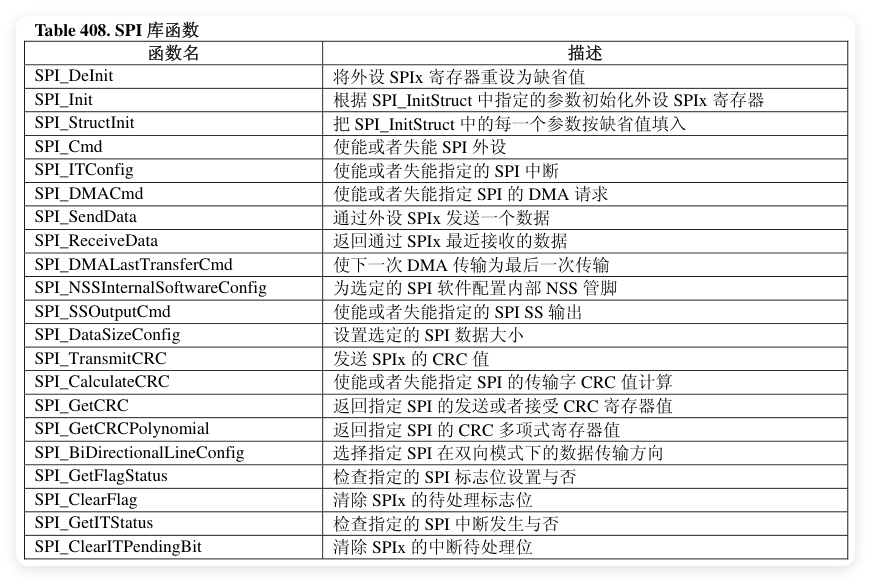 Table 408. SPI 库函数
函数名 描述
SPI_DeInit 将外设 SPIx 寄存器重设为缺省值
SPI_Init 根据 SPI_InitStruct 中指定的参数初始化外设 SPIx 寄存器
SPI_StructInit 把 SPI_InitStruct 中的每一个参数按缺省值填入
SPI_Cmd 使能或者失能 SPI 外设
SPI_ITConfig 使能或者失能指定的 SPI 中断
SPI_DMACmd 使能或者失能指定 SPI 的 DMA 请求
SPI_SendData 通过外设 SPIx 发送一个数据
SPI_ReceiveData 返回通过 SPIx 最近接收的数据
SPI_DMALastTransferCmd 使下一次 DMA 传输为最后一次传输
SPI_NSSInternalSoftwareConfig 为选定的 SPI 软件配置内部 NSS 管脚
SPI_SSOutputCmd 使能或者失能指定的 SPI SS 输出
SPI_DataSizeConfig 设置选定的 SPI 数据大小
SPI_TransmitCRC 发送 SPIx 的 CRC 值
SPI_CalculateCRC 使能或者失能指定 SPI 的传输字 CRC 值计算
SPI_GetCRC 返回指定 SPI 的发送或者接受 CRC 寄存器值
SPI_GetCRCPolynomial 返回指定 SPI 的 CRC 多项式寄存器值
SPI_BiDirectionalLineConfig 选择指定 SPI 在双向模式下的数据传输方向
SPI_GetFlagStatus 检查指定的 SPI 标志位设置与否
SPI_ClearFlag 清除 SPIx 的待处理标志位
SPI_GetITStatus 检查指定的 SPI 中断发生与否
SPI_ClearITPendingBit 清除 SPIx 的中断待处理位